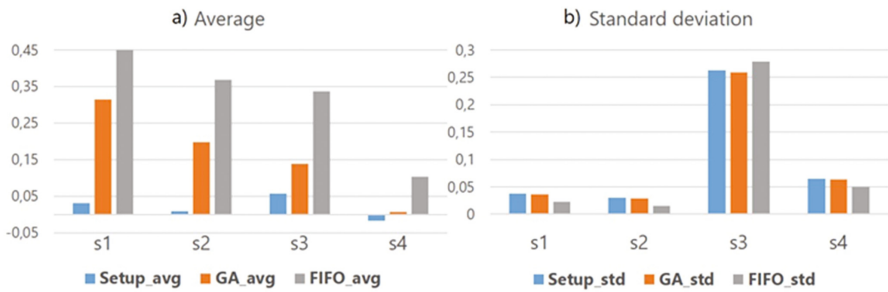 a) Average
0,45
0,35
0,25
0,15
0,05
-0,05
s1 s2 s3 s4
Setup_avg GA_avg FIFO_avg
b) Standard deviation
0,3
0,25
0,2
0,15
0,1
0,05
0
s1 s2 s3 s4
Setup_std GA_std FIFO_std